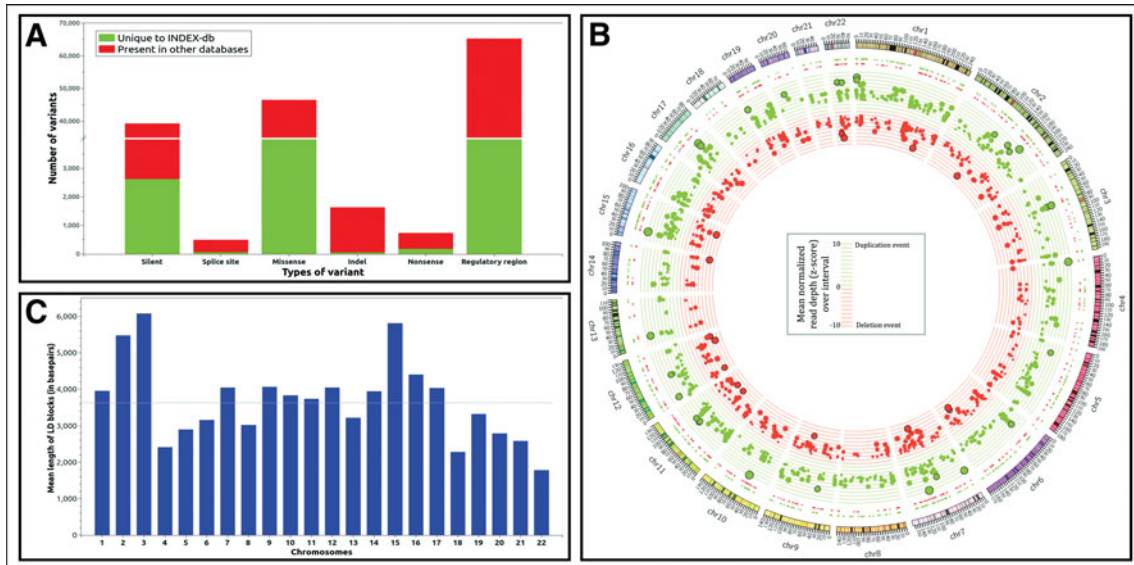 A
Unique to INDEX-db
Present in other databases
70,000
60,000
50,000
40,000
3,000
2,000
1,000
0
Number of variants
Silent
Splice site
Missense
Indel
Nonsense
Regulatory region
Types of variant
C
6,000
5,000
4,000
3,000
2,000
1,000
0
Mean length of LD blocks (in basepairs)
1 2 3 4 5 6 7 8 9 10 11 12 13 14 15 16 17 18 19 20 21 22
Chromosomes
B
chr1
chr2
chr3
chr4
chr5
chr6
chr7
chr8
chr9
chr10
chr11
chr12
chr13
chr14
chr15
chr16
chr17
chr18
chr19
chr20
chr21
chr22
Mean normalized
read depth (z-score)
over interval
10
0
-10
Duplication event
Deletion event